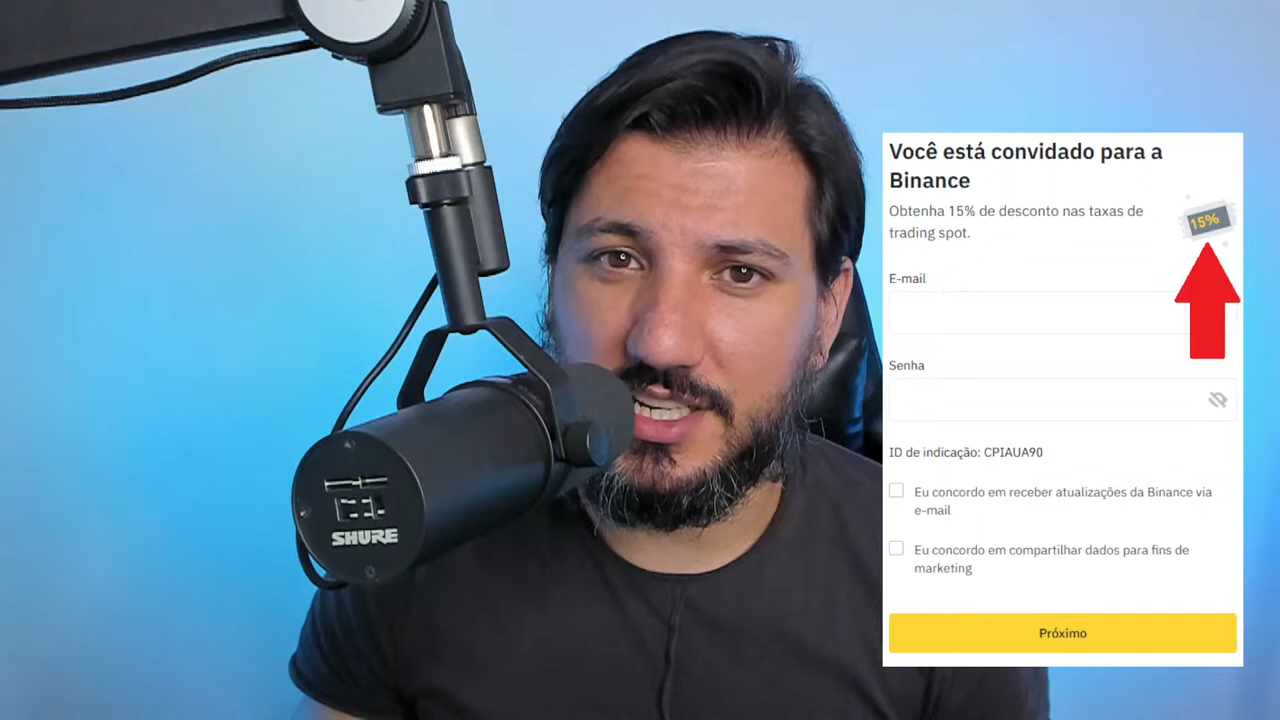 SHURE
Você está convidado para a
Binance
Obtenha 15% de desconto nas taxas de
trading spot.
15%
E-mail
Senha
ID de indicação: CPIAUA90
Eu concordo em receber atualizações da Binance via
e-mail
Eu concordo em compartilhar dados para fins de
marketing
Próximo